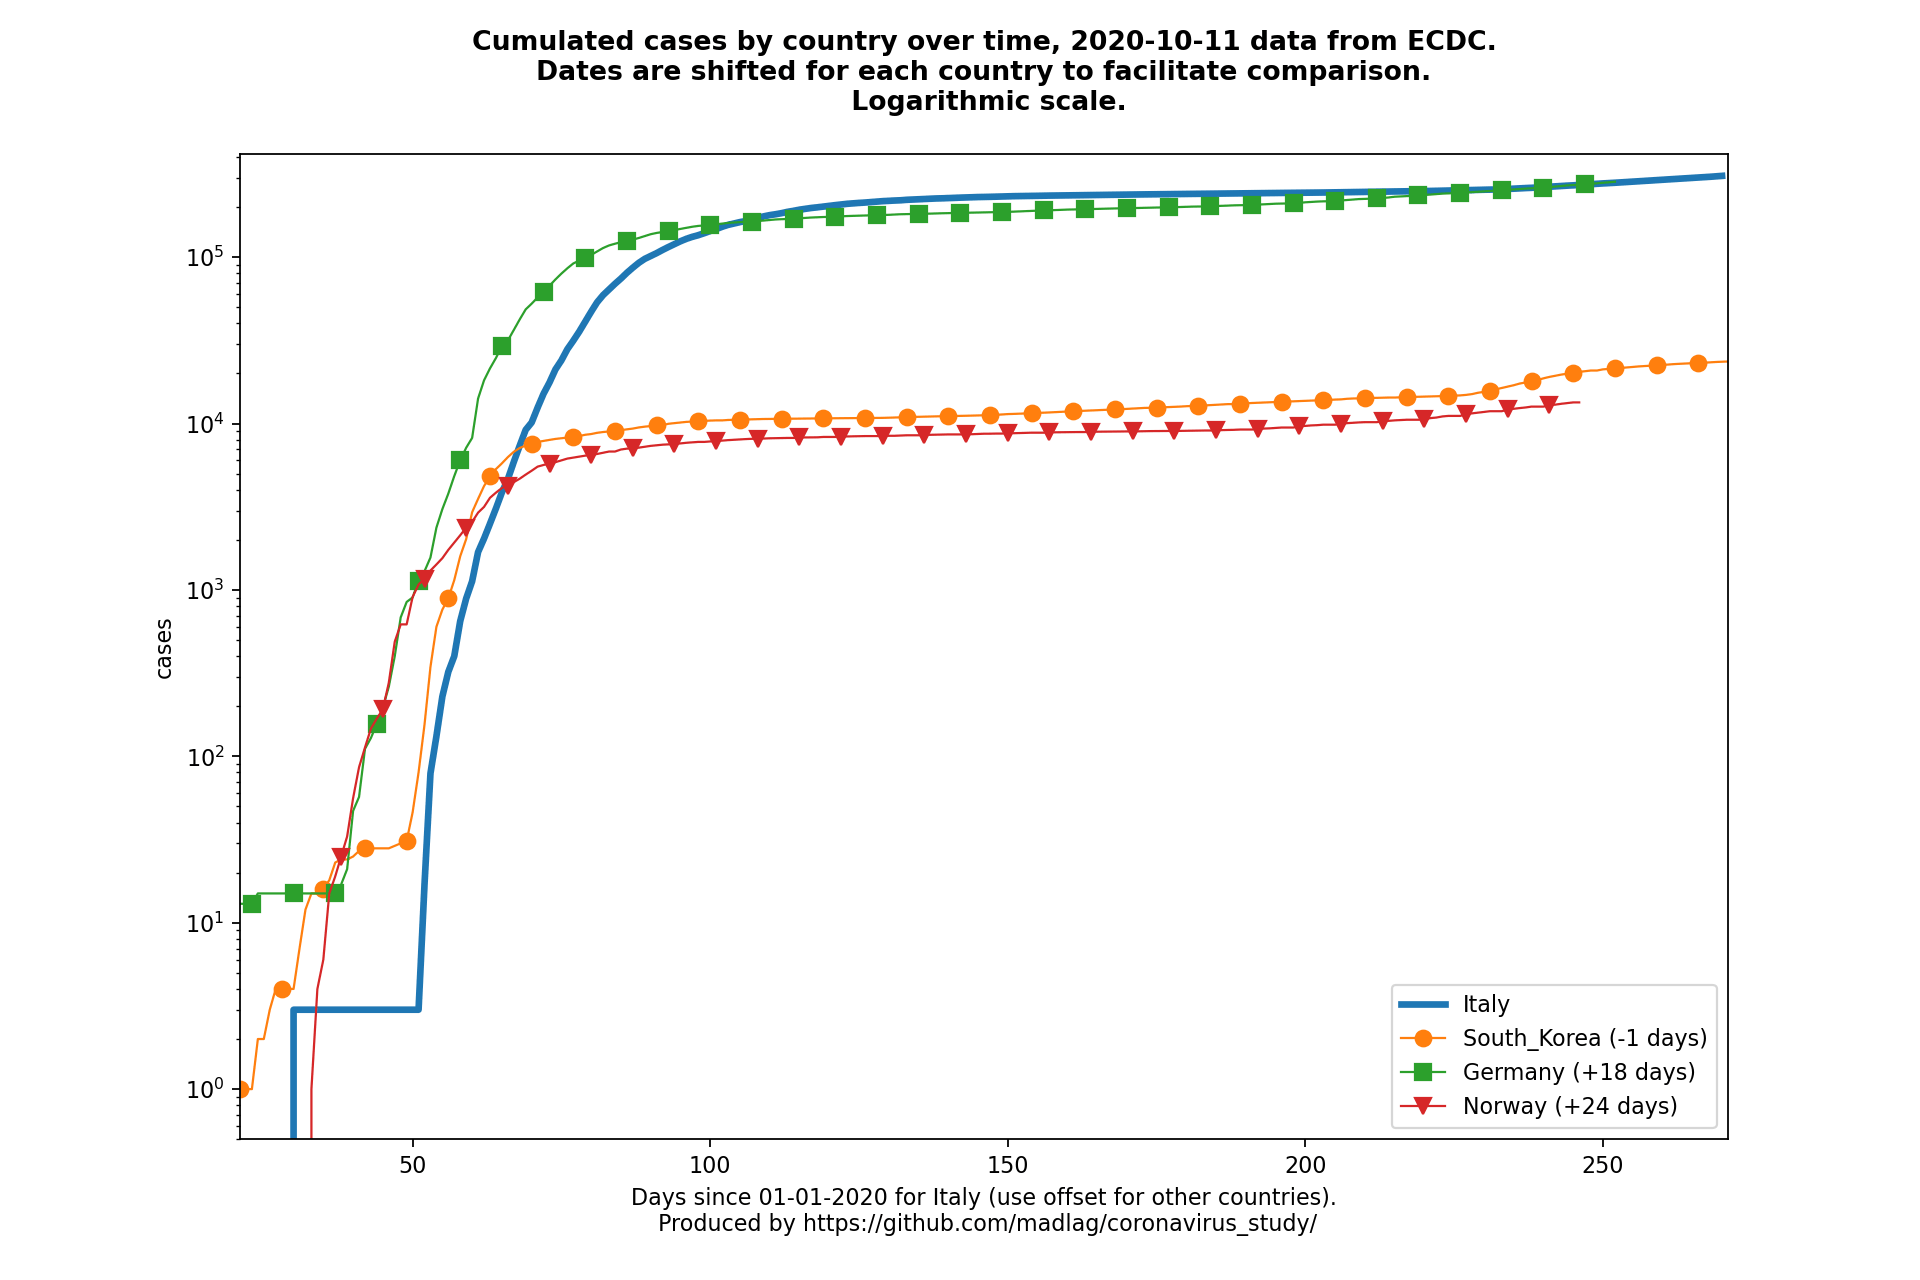 Cumulated cases by country over time, 2020-10-11 data from ECDC.
Dates are shifted for each country to facilitate comparison.
Logarithmic scale.
cases
10^5
10^4
10^3
10^2
10^1
10^0
50 100 150 200 250
Italy
South_Korea (-1 days)
Germany (+18 days)
Norway (+24 days)
Days since 01-01-2020 for Italy (use offset for other countries).
Produced by https://github.com/madlag/coronavirus_study/